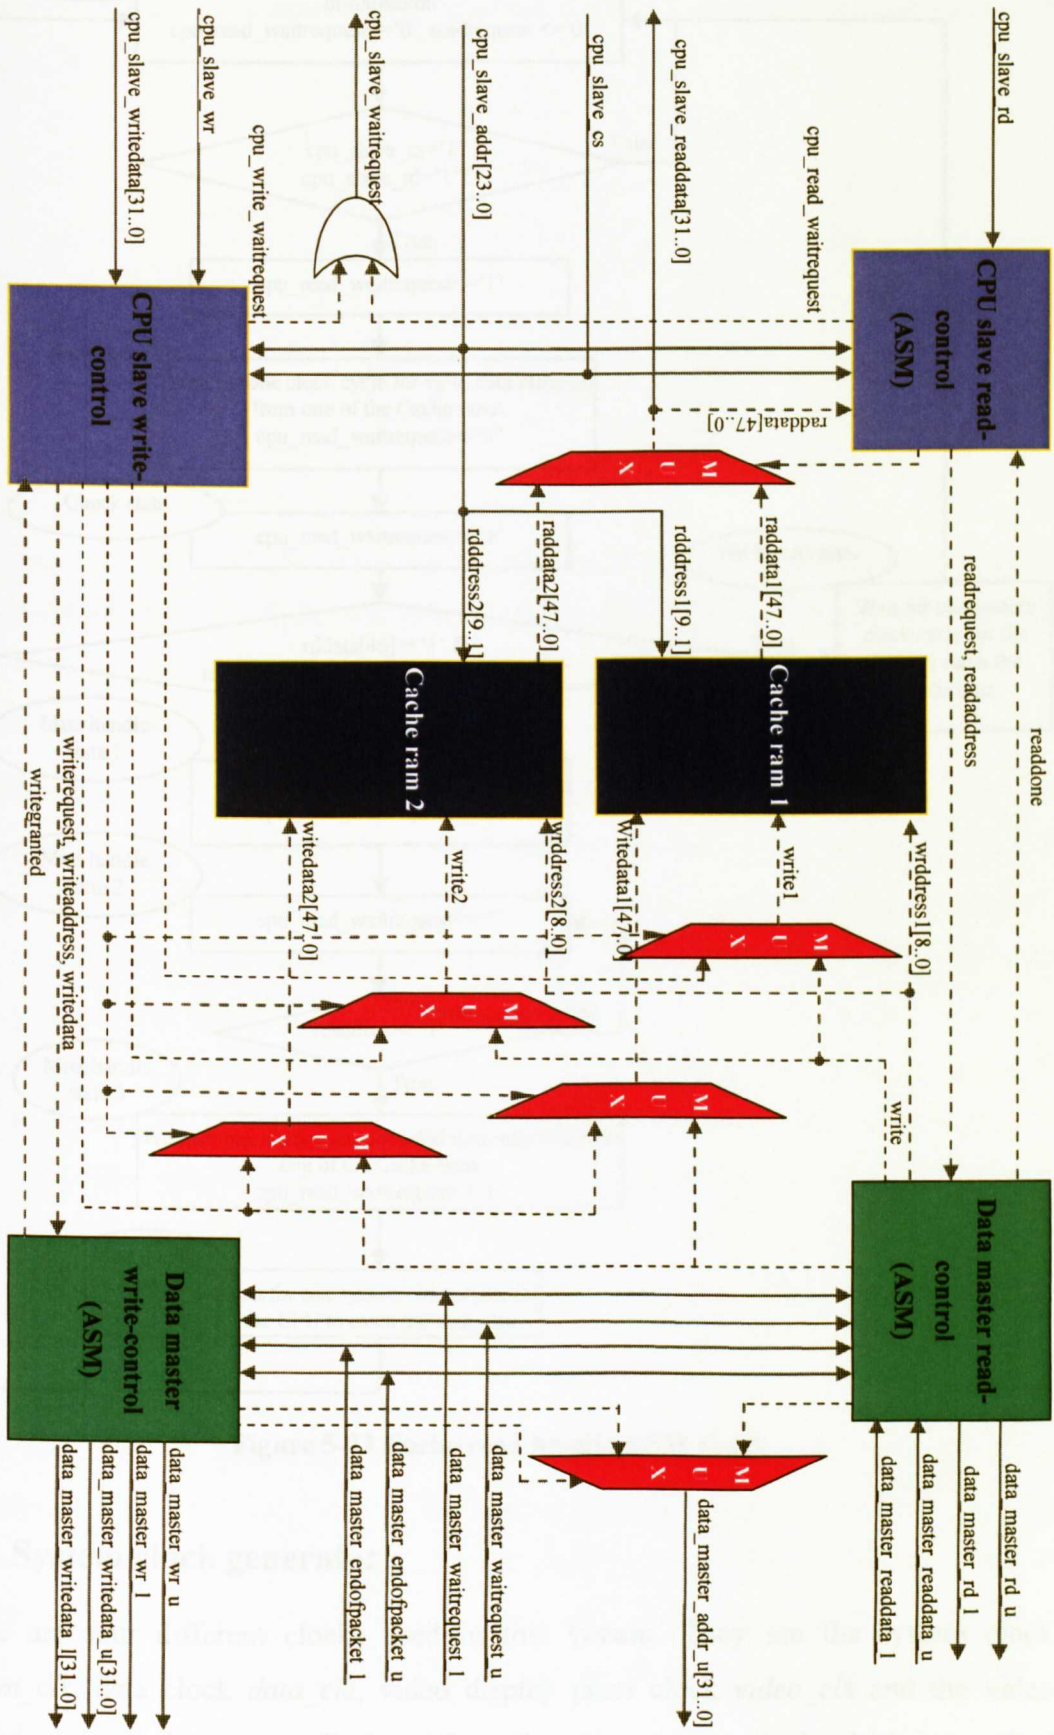 cpu_slave_rd
cpu_read_waitrequest
cpu_slave_readdata[31..0]
cpu_slave_cs
cpu_slave_addr[23..0]
cpu_slave_waitrequest
cpu_write_waitrequest
cpu_slave_wr
cpu_slave_writedata[31..0]
CPU slave read-
control
(ASM)
CPU slave write-
control
raddata[47..0]
M U X
raddata1[47..0]
rdddress1[9..1]
raddata2[47..0]
rdddress2[9..1]
readdone
readrequest, readaddress
Cache ram 1
Cache ram 2
wrddress1[8..0]
write1
Witedata1[47..0]
wrddress2[8..0]
write2
witedata2[47..0]
writerequest, writeaddress, writedata
writegranted
M U X
M U X
M U X
M U X
write
Data master read-
control
(ASM)
Data master
write-control
(ASM)
M U X
data_master_rd_u
data_master_rd_l
data_master_readdata_u
data_master_readdata_l
data_master_addr_u[31..0]
data_master_waitrequest_u
data_master_waitrequest_l
data_master_endofpacket_u
data_master_endofpacket_l
data_master_wr_u
data_master_wr_l
data_master_writedata_u[31..0]
data_master_writedata_l[31..0]